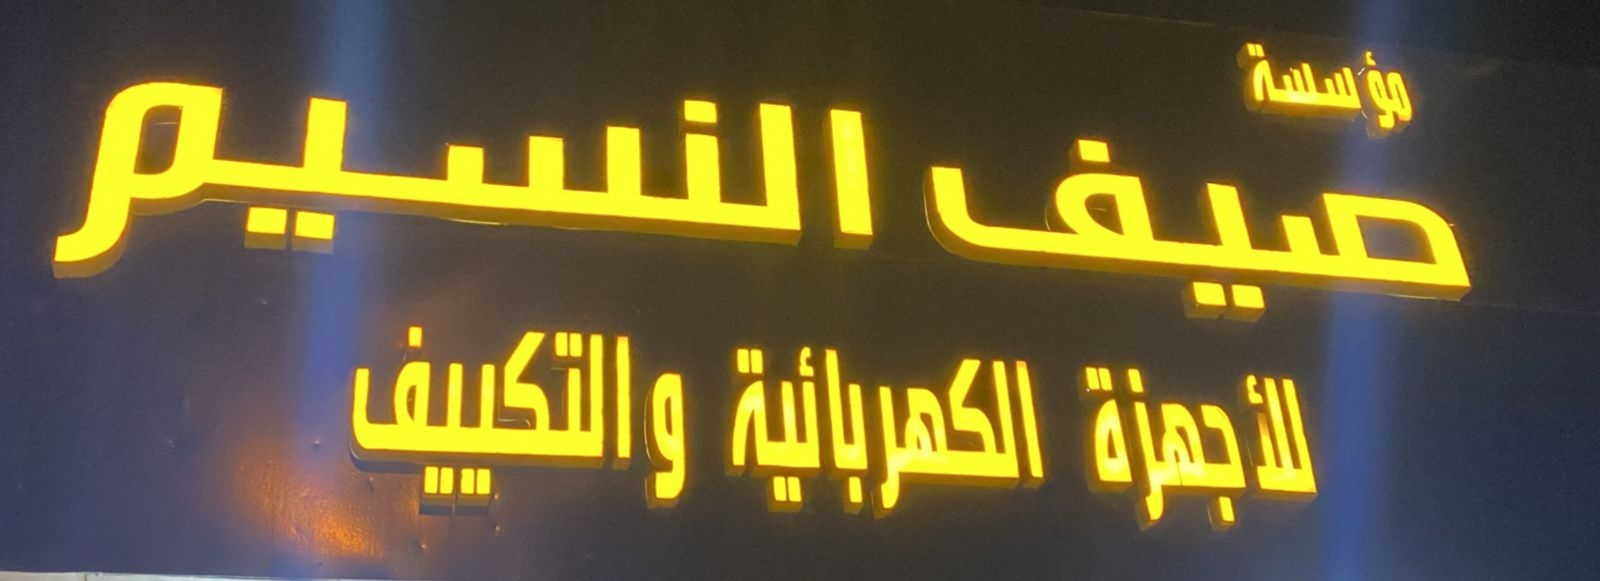 مؤسسة
صيف النسيم
للأجهزة الكهربائية والتكييف